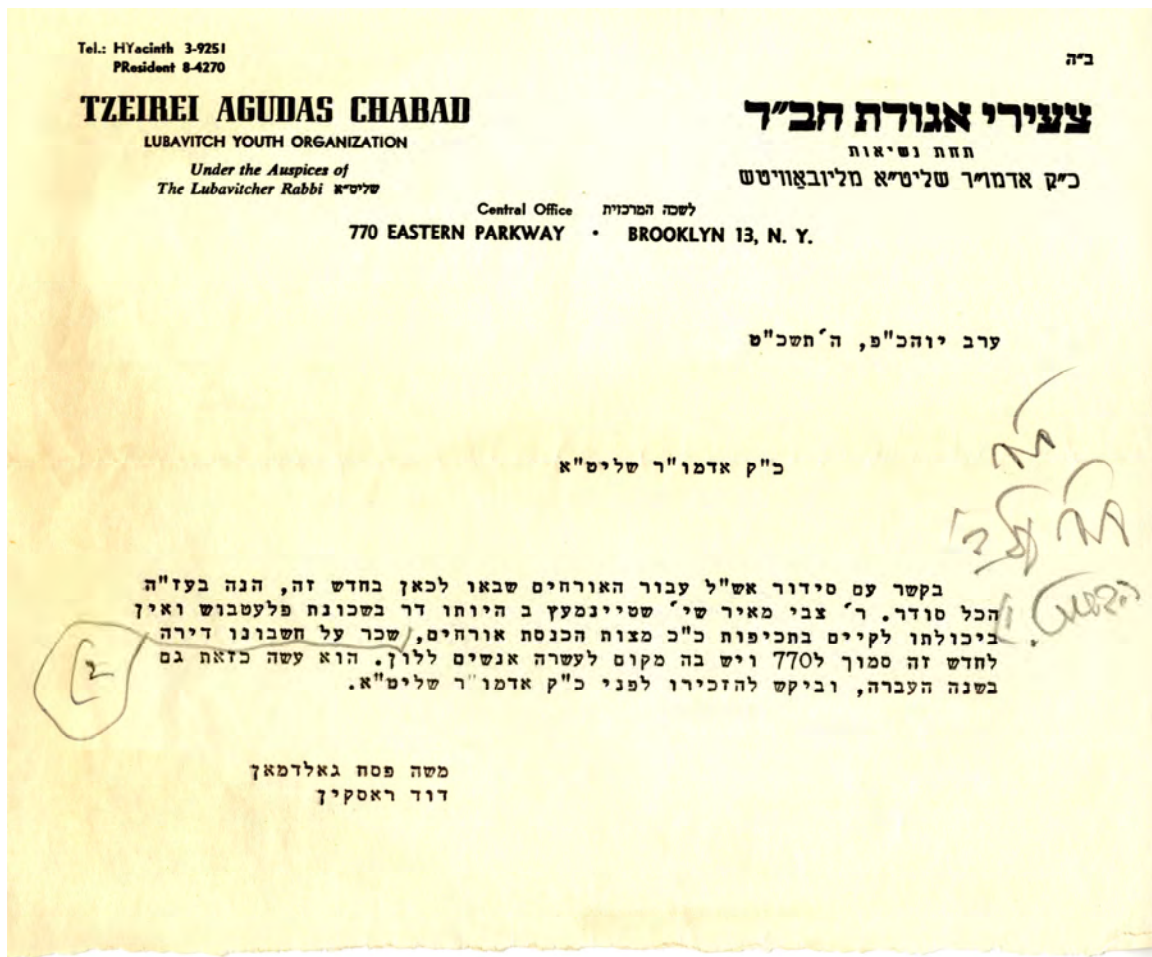 Tel.: HYacinth 3-9251
PResident 8-4270
ב"ה
TZEIREI AGUDAS CHABAD
LUBAVITCH YOUTH ORGANIZATION
Under the Auspices of
The Lubavitcher Rabbi שליט"א
צעירי אגודת חב"ד
תחת נשיאות
כ"ק אדמו"ר שליט"א מליובאוויטש
Central Office לשכה המרכזית
770 EASTERN PARKWAY • BROOKLYN 13, N. Y.
ערב יוהכ"פ, ה'תשכ"ט
כ"ק אדמו"ר שליט"א
בקשר עם סידור אש"ל עבור האורחים שבאו לכאן בחדש זה, הנה בעז"ה
הכל סודר. ר' צבי מאיר שי' שטיינמעץ ב היותו דר בשכונת פלעטבוש ואין
ביכולתו לקיים בתכיפות כ"כ מצות הכנסת אורחים, שכר על חשבונו דירה
לחדש זה סמוך ל770 ויש בה מקום לעשרה אנשים ללון. הוא עשה כזאת גם
בשנה העברה, וביקש להזכירו לפני כ"ק אדמו"ר שליט"א.
משה פסח גאלדמאן
דוד ראסקין